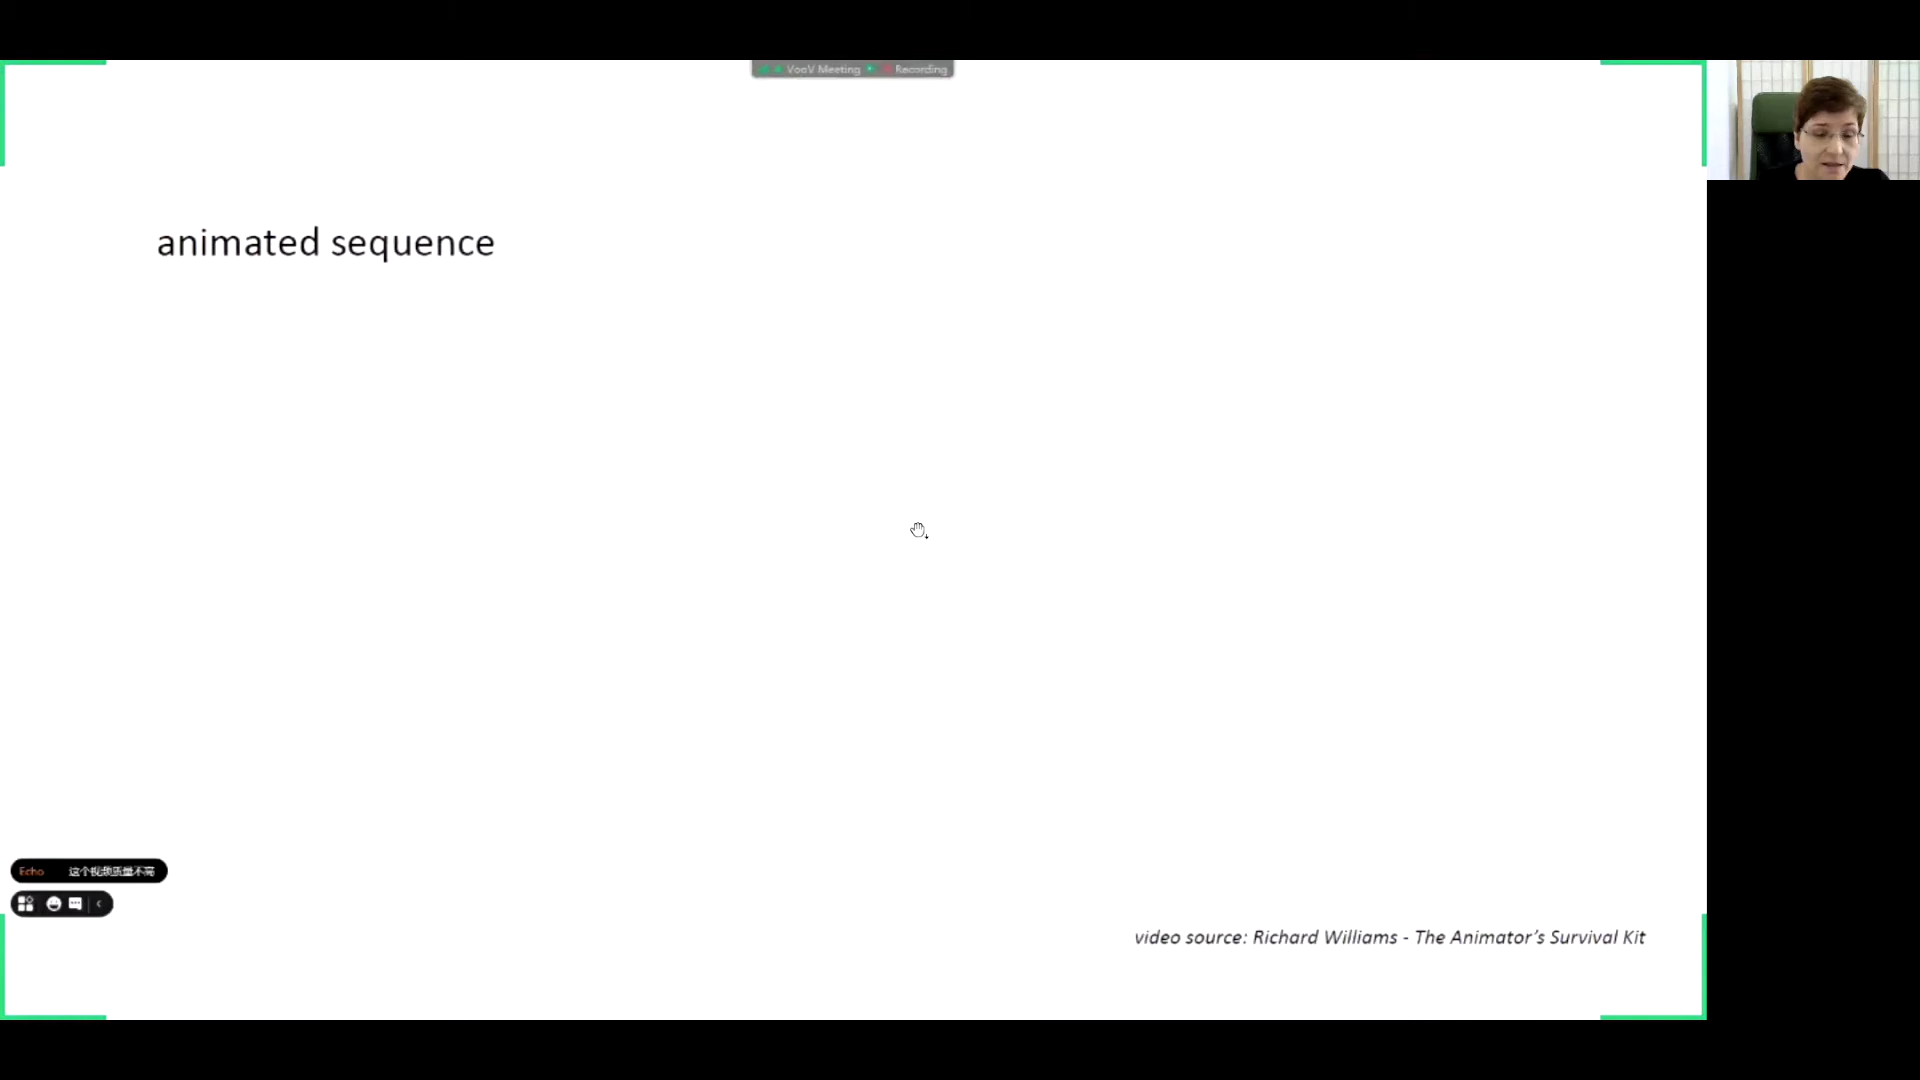 VooV Meeting Recording
animated sequence
Echo 这个视频质量不高
video source: Richard Williams - The Animator’s Survival Kit